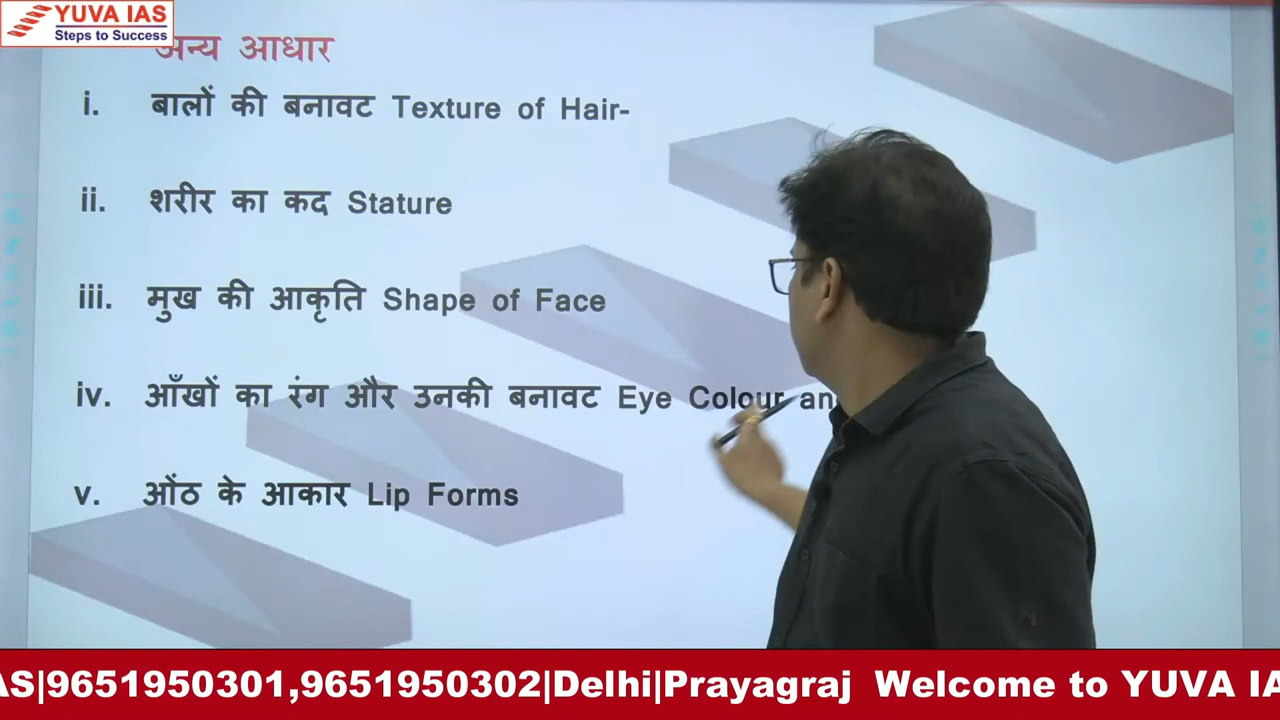 YUVA IAS
Steps to Success
अन्य आधार
i. बालों की बनावट Texture of Hair-
ii. शरीर का कद Stature
iii. मुख की आकृति Shape of Face
iv. आँखों का रंग और उनकी बनावट Eye Colour an
v. ओंठ के आकार Lip Forms
AS|9651950301,9651950302|Delhi|Prayagraj Welcome to YUVA IA